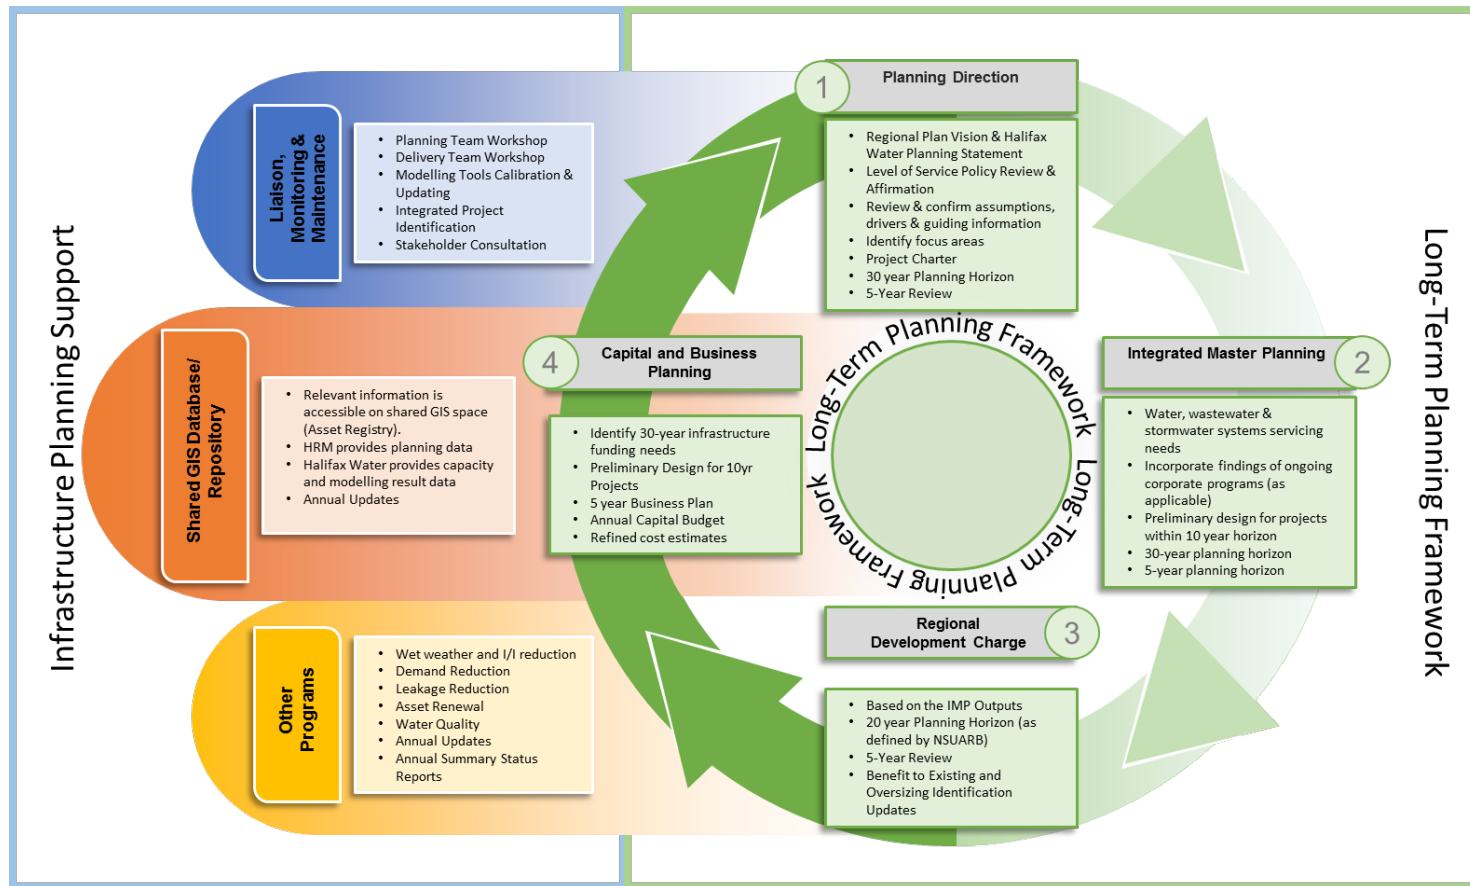 Infrastructure Planning Support
Liaison,
Monitoring &
Maintenance
• Planning Team Workshop
• Delivery Team Workshop
• Modelling Tools Calibration &
Updating
• Integrated Project
Identification
• Stakeholder Consultation
Shared GIS Database/
Repository
• Relevant information is
accessible on shared GIS space
(Asset Registry).
• HRM provides planning data
• Halifax Water provides capacity
and modelling result data
• Annual Updates
Other
Programs
• Wet weather and I/I reduction
• Demand Reduction
• Leakage Reduction
• Asset Renewal
• Water Quality
• Annual Updates
• Annual Summary Status
Reports
1
Planning Direction
• Regional Plan Vision & Halifax
Water Planning Statement
• Level of Service Policy Review &
Affirmation
• Review & confirm assumptions,
drivers & guiding information
• Identify focus areas
• Project Charter
• 30 year Planning Horizon
• 5-Year Review
Integrated Master Planning
2
• Water, wastewater &
stormwater systems servicing
needs
• Incorporate findings of ongoing
corporate programs (as
applicable)
• Preliminary design for projects
within 10 year horizon
• 30-year planning horizon
• 5-year planning horizon
Regional
Development Charge
3
• Based on the IMP Outputs
• 20 year Planning Horizon (as
defined by NSUARB)
• 5-Year Review
• Benefit to Existing and
Oversizing Identification
Updates
4
Capital and Business
Planning
• Identify 30-year infrastructure
funding needs
• Preliminary Design for 10yr
Projects
• 5 year Business Plan
• Annual Capital Budget
• Refined cost estimates
Long-Term Planning Framework
Long-Term Planning Framework
Long-Term Planning Framework